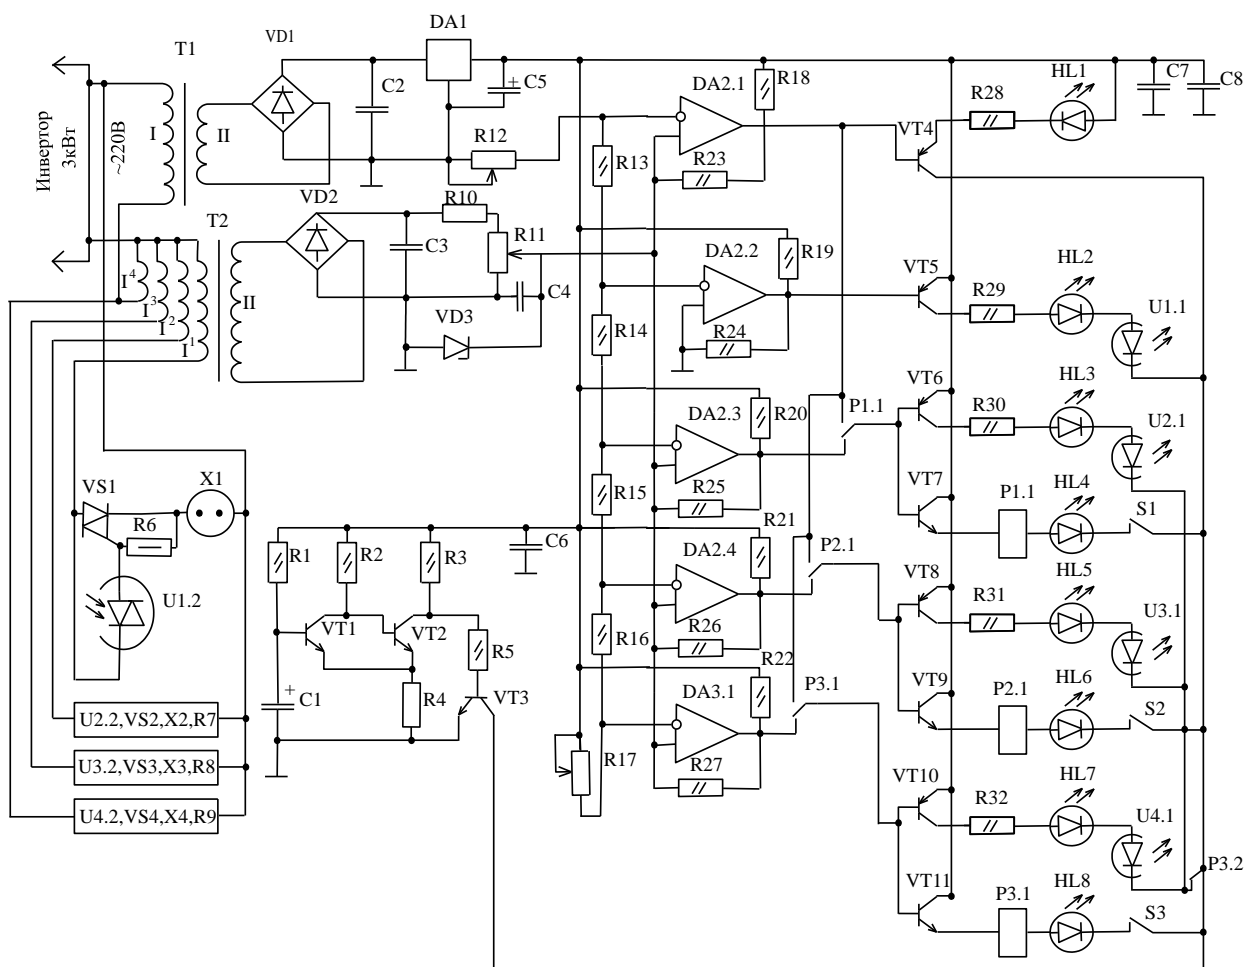 DA1
T1
VD1
R18
DA2.1
HL1
C7
C8
C2
C5
R28
Инвертор
3кВт
~220В
I
II
R12
VT4
R13
R23
VD2
R10
T2
R11
C3
R19
DA2.2
VT5
HL2
U1.1
I⁴
I³
I²
I¹
II
C4
VD3
R14
R24
R29
VT6
HL3
DA2.3
R20
P1.1
R30
U2.1
VS1
X1
R6
R15
R25
VT7
P1.1
HL4
S1
R1
R2
R3
C6
R21
DA2.4
P2.1
VT8
HL5
U1.2
VT1
VT2
R5
R16
R26
R31
U3.1
C1
R4
VT3
R22
DA3.1
P3.1
VT9
P2.1
HL6
S2
U2.2,VS2,X2,R7
U3.2,VS3,X3,R8
U4.2,VS4,X4,R9
R17
R27
VT10
R32
HL7
U4.1
P3.2
VT11
P3.1
HL8
S3